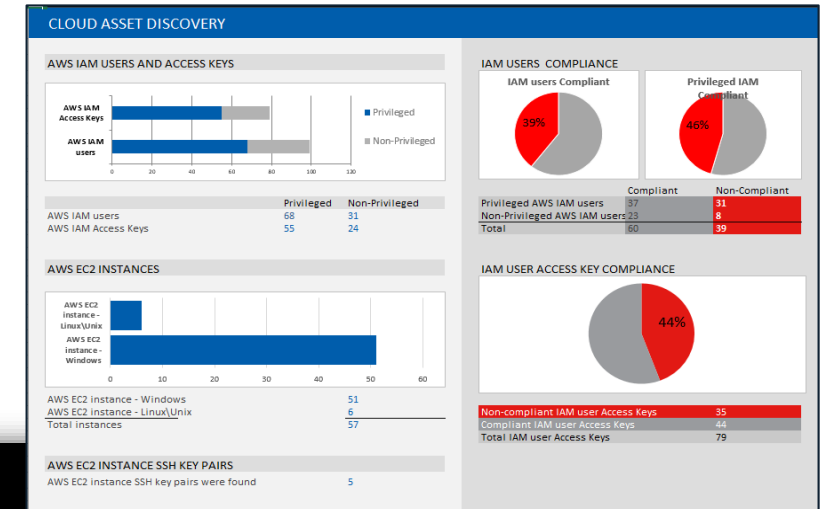 CLOUD ASSET DISCOVERY
AWS IAM USERS AND ACCESS KEYS
AWS IAM
Access Keys
AWS IAM
users
0 20 40 60 80 100 120
Privileged
Non-Privileged
Privileged Non-Privileged
AWS IAM users 68 31
AWS IAM Access Keys 55 24
AWS EC2 INSTANCES
AWS EC2
instance -
Linux\Unix
AWS EC2
instance -
Windows
0 10 20 30 40 50 60
AWS EC2 instance - Windows 51
AWS EC2 instance - Linux\Unix 6
Total instances 57
AWS EC2 INSTANCE SSH KEY PAIRS
AWS EC2 instance SSH key pairs were found 5
IAM USERS COMPLIANCE
IAM users Compliant
39%
Privileged IAM
Compliant
46%
Compliant Non-Compliant
Privileged AWS IAM users 37 31
Non-Privileged AWS IAM users 23 8
Total 60 39
IAM USER ACCESS KEY COMPLIANCE
44%
Non-compliant IAM user Access Keys 35
Compliant IAM user Access Keys 44
Total IAM user Access Keys 79